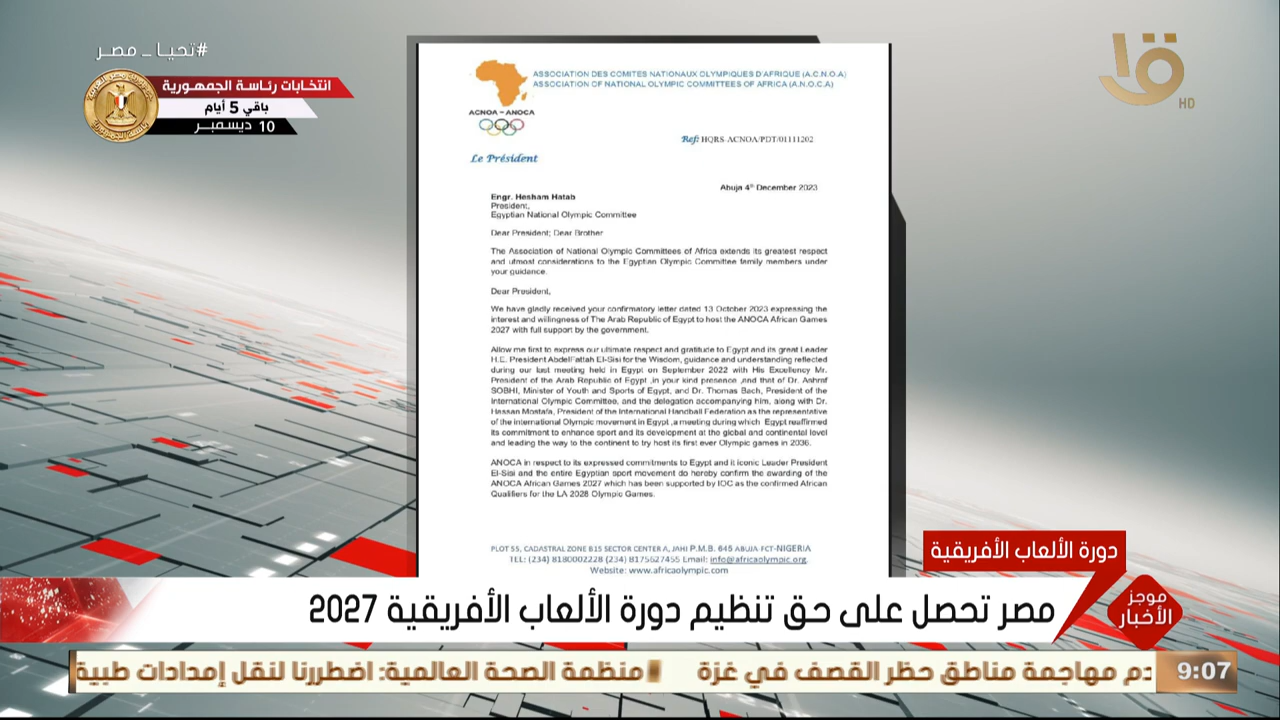 #تحيا_مصر
انتخابات رئاسة الجمهورية
باقي 5 أيام
10 ديسمبر
HD
ASSOCIATION DES COMITES NATIONAUX OLYMPIQUES D'AFRIQUE (A.C.N.O.A)
ASSOCIATION OF NATIONAL OLYMPIC COMMITTEES OF AFRICA (A.N.O.C.A)
ACNOA – ANOCA
Ref: HQRS-ACNOA/PDT/01111202
Le Président
Abuja 4th December 2023
Engr. Hesham Hatab
President,
Egyptian National Olympic Committee
Dear President; Dear Brother
The Association of National Olympic Committees of Africa extends its greatest respect
and utmost considerations to the Egyptian Olympic Committee family members under
your guidance.
Dear President,
We have gladly received your confirmatory letter dated 13 October 2023 expressing the
interest and willingness of The Arab Republic of Egypt to host the ANOCA African Games
2027 with full support by the government.
Allow me first to express our ultimate respect and gratitude to Egypt and its great Leader
H.E. President Abdel Fattah El-Sisi for the Wisdom, guidance and understanding reflected
during our last meeting held in Egypt on September 2022 with His Excellency Mr.
President of the Arab Republic of Egypt ,in your kind presence ,and that of Dr. Ashraf
SOBHI, Minister of Youth and Sports of Egypt, and Dr. Thomas Bach, President of the
International Olympic Committee, and the delegation accompanying him, along with Dr.
Hassan Mostafa, President of the International Handball Federation as the representative
of the international Olympic movement in Egypt ,a meeting during which Egypt reaffirmed
its commitment to enhance sport and its development at the global and continental level
and leading the way to the continent to try host its first ever Olympic games in 2036.
ANOCA in respect to its expressed commitments to Egypt and it iconic Leader President
El-Sisi and the entire Egyptian sport movement do hereby confirm the awarding of the
ANOCA African Games 2027 which has been supported by IOC as the confirmed African
Qualifiers for the LA 2028 Olympic Games.
PLOT 55, CADASTRAL ZONE B15 SECTOR CENTER A, JAHI P.M.B. 645 ABUJA-FCT-NIGERIA
TEL: (234) 8180002228 (234) 8175627455 Email: info@africaolympic.org,
Website: www.africaolympic.com
دورة الألعاب الأفريقية
موجز
الأخبار
مصر تحصل على حق تنظيم دورة الألعاب الأفريقية 2027
دم مهاجمة مناطق حظر القصف في غزة منظمة الصحة العالمية: اضطررنا لنقل إمدادات طبية
9:07